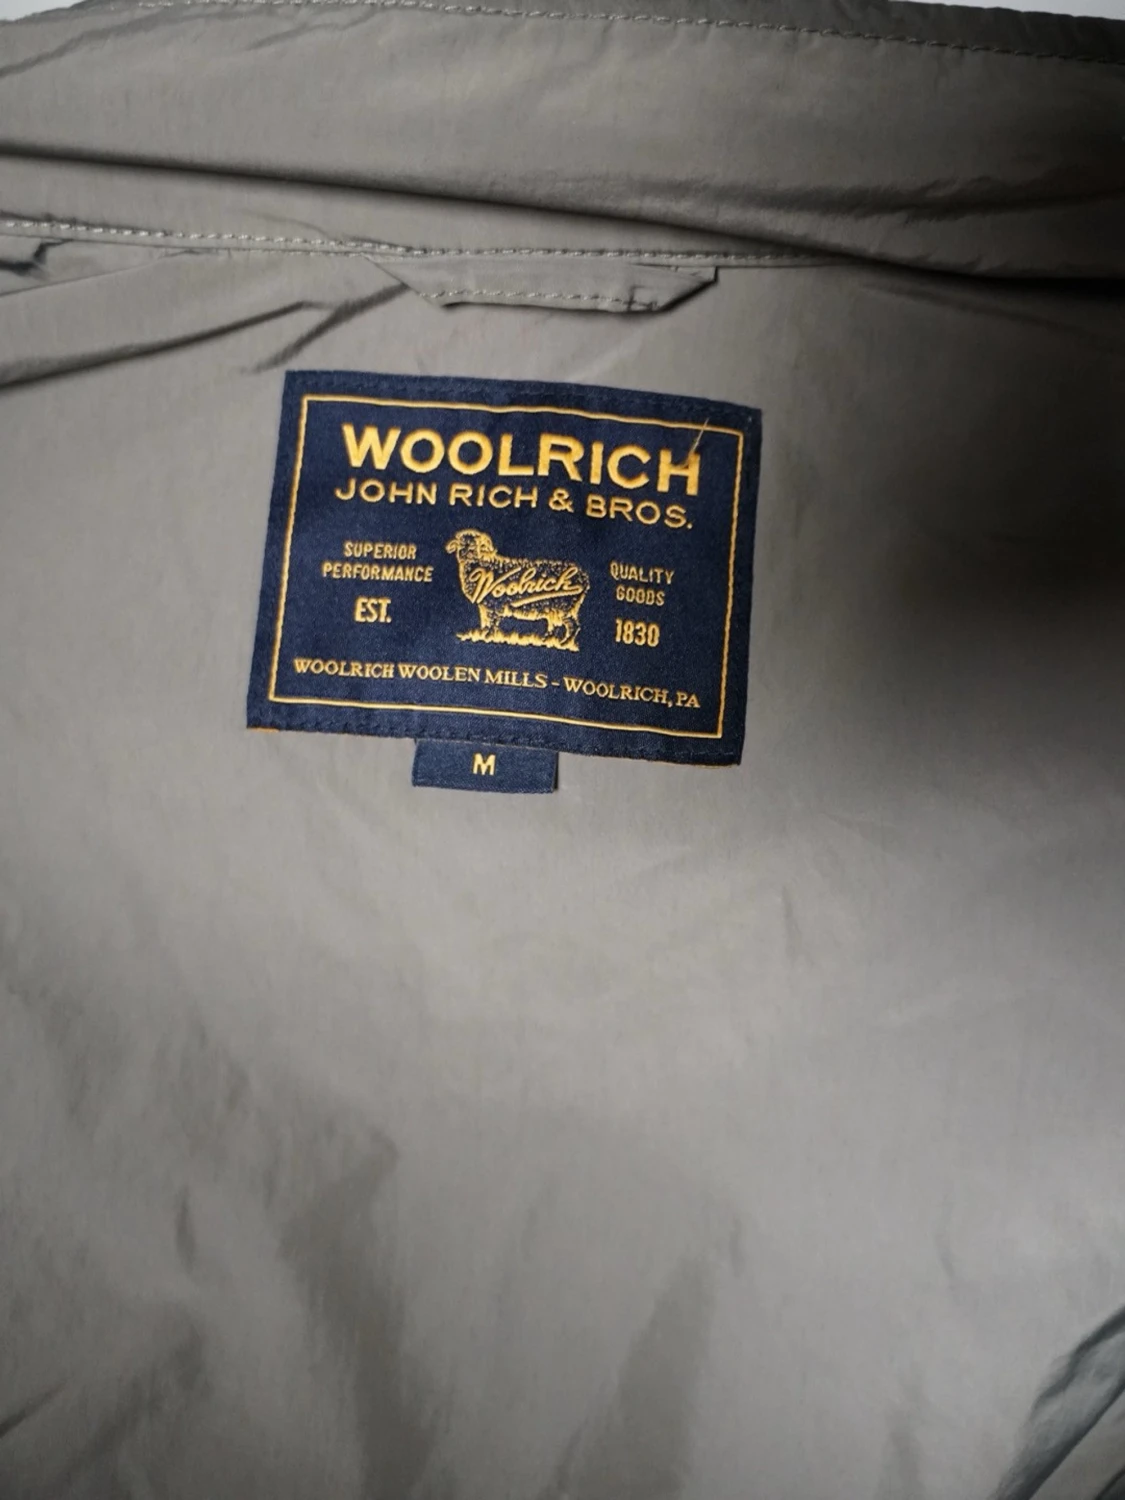 WOOLRICH
JOHN RICH & BROS.
SUPERIOR
PERFORMANCE
EST.
Woolrich
QUALITY
GOODS
1830
WOOLRICH WOOLEN MILLS - WOOLRICH, PA
M